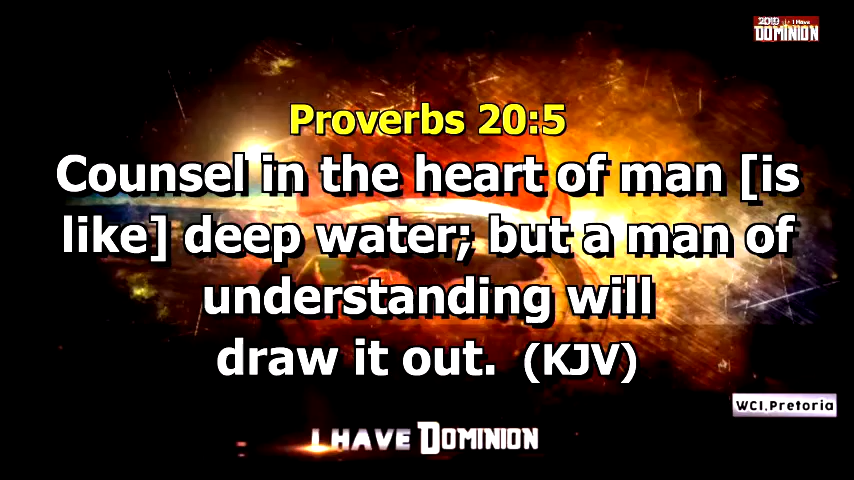 2019 I Have
DOMINION
Proverbs 20:5
Counsel in the heart of man [is
like] deep water; but a man of
understanding will
draw it out. (KJV)
WCI,Pretoria
I HAVE DOMINION